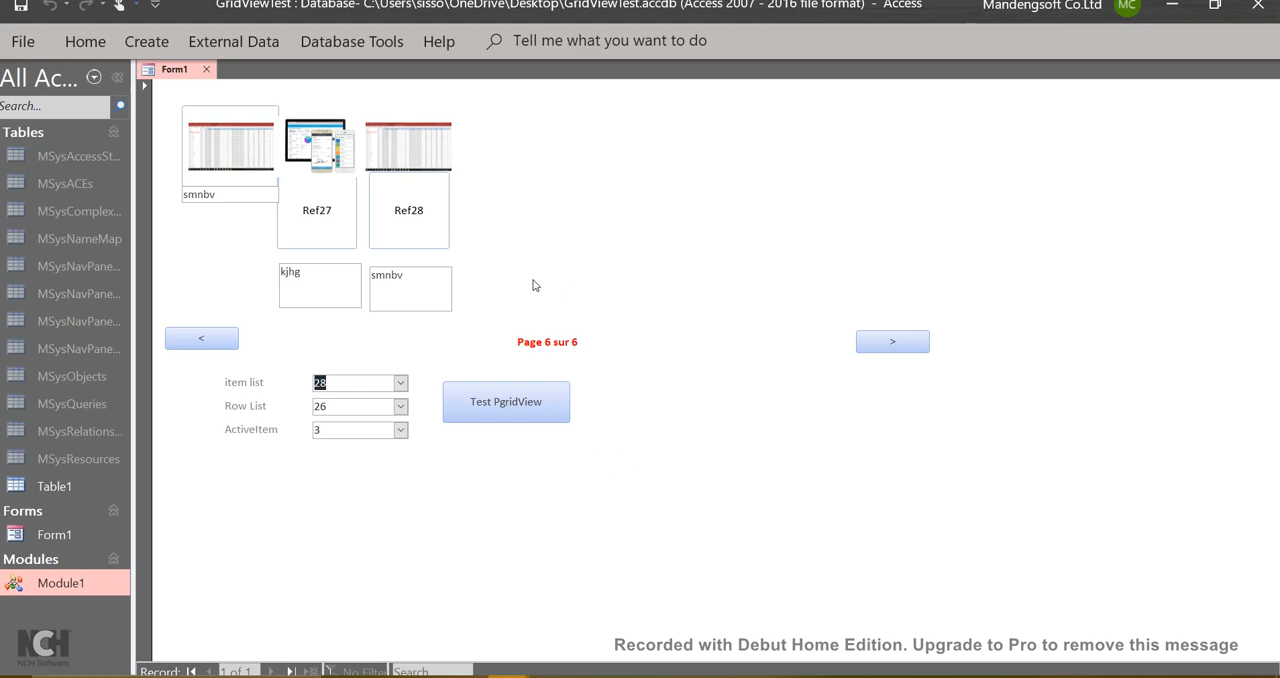 GridViewTest : Database- C:\Users\sisso\OneDrive\Desktop\GridViewTest.accdb (Access 2007 - 2016 file format) - Access
Mandengsoft Co.Ltd
MC
File Home Create External Data Database Tools Help Tell me what you want to do
All Ac...
Form1
Search...
Tables
MSysAccessSt...
MSysACEs
MSysComplex...
MSysNameMap
MSysNavPane...
MSysNavPane...
MSysNavPane...
MSysNavPane...
MSysObjects
MSysQueries
MSysRelations...
MSysResources
Table1
Forms
Form1
Modules
Module1
NCH
NCH Software
smnbv
Ref27
Ref28
kjhg
smnbv
<
Page 6 sur 6
>
item list
28
Row List
26
ActiveItem
3
Test PgridView
Recorded with Debut Home Edition. Upgrade to Pro to remove this message
Record: 1 of 1 No Filter Search